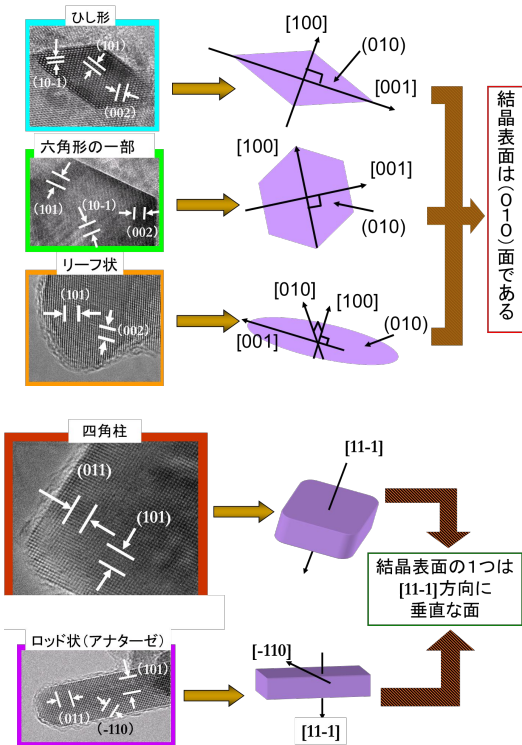 ひし形
(101)
(10-1)
(002)
[100]
(010)
[001]
六角形の一部
(101)
(10-1)
(002)
[100]
[001]
(010)
リーフ状
(101)
(002)
[010]
[100]
(010)
[001]
結晶表面は(010)面である
四角柱
(011)
(101)
[11-1]
結晶表面の1つは
[11-1]方向に
垂直な面
ロッド状(アナターゼ)
(101)
(011)
(-110)
[-110]
[11-1]